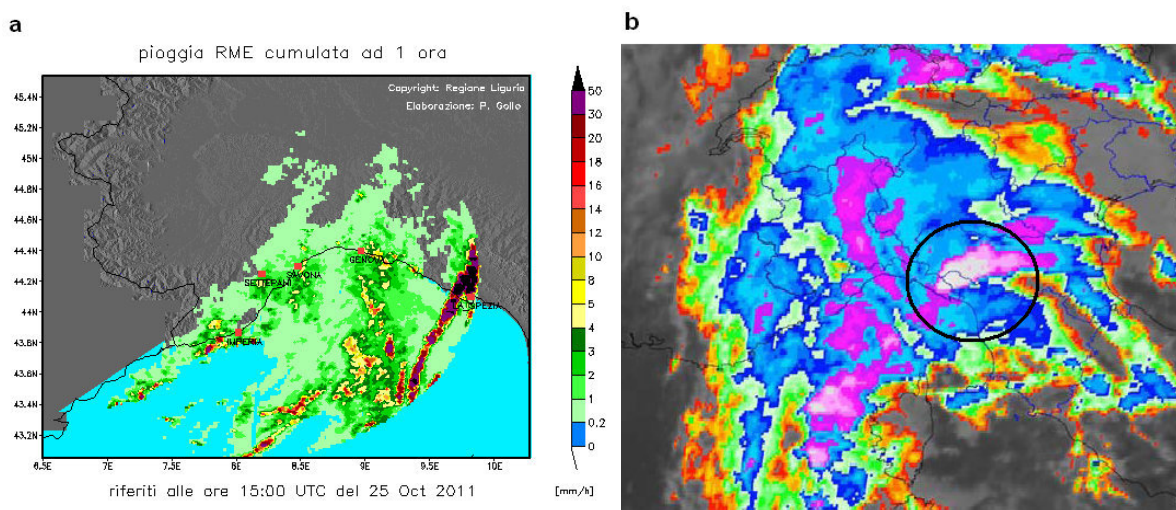 a
b
pioggia RME cumulata ad 1 ora
Copyright: Regione Liguria
Elaborazione: P. Gollo
45.4N
45.2N
45N
44.8N
44.6N
44.4N
44.2N
44N
43.8N
43.6N
43.4N
43.2N
GENOVA
SAVONA
SETTEPANI
LA SPEZIA
IMPERIA
6.5E
7E
7.5E
8E
8.5E
9E
9.5E
10E
50
30
20
18
16
14
12
10
8
5
4
3
2
1
0.2
0
riferiti alle ore 15:00 UTC del 25 Oct 2011
[mm/h]